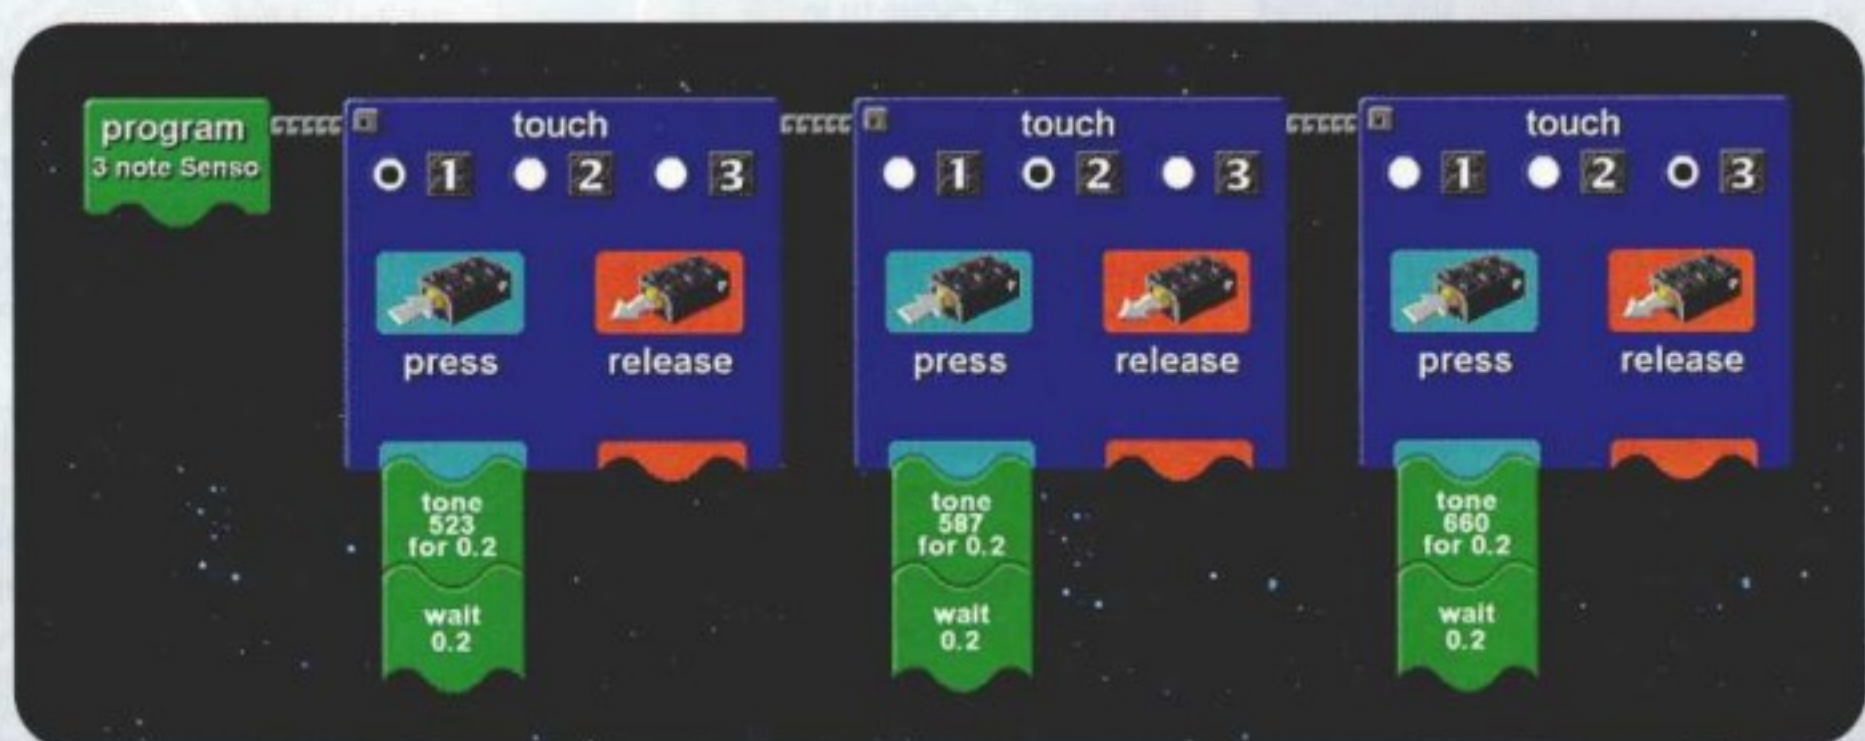 program
3 note Senso
touch
1 2 3
press release
tone
523
for 0.2
wait
0.2
touch
1 2 3
press release
tone
587
for 0.2
wait
0.2
touch
1 2 3
press release
tone
660
for 0.2
wait
0.2